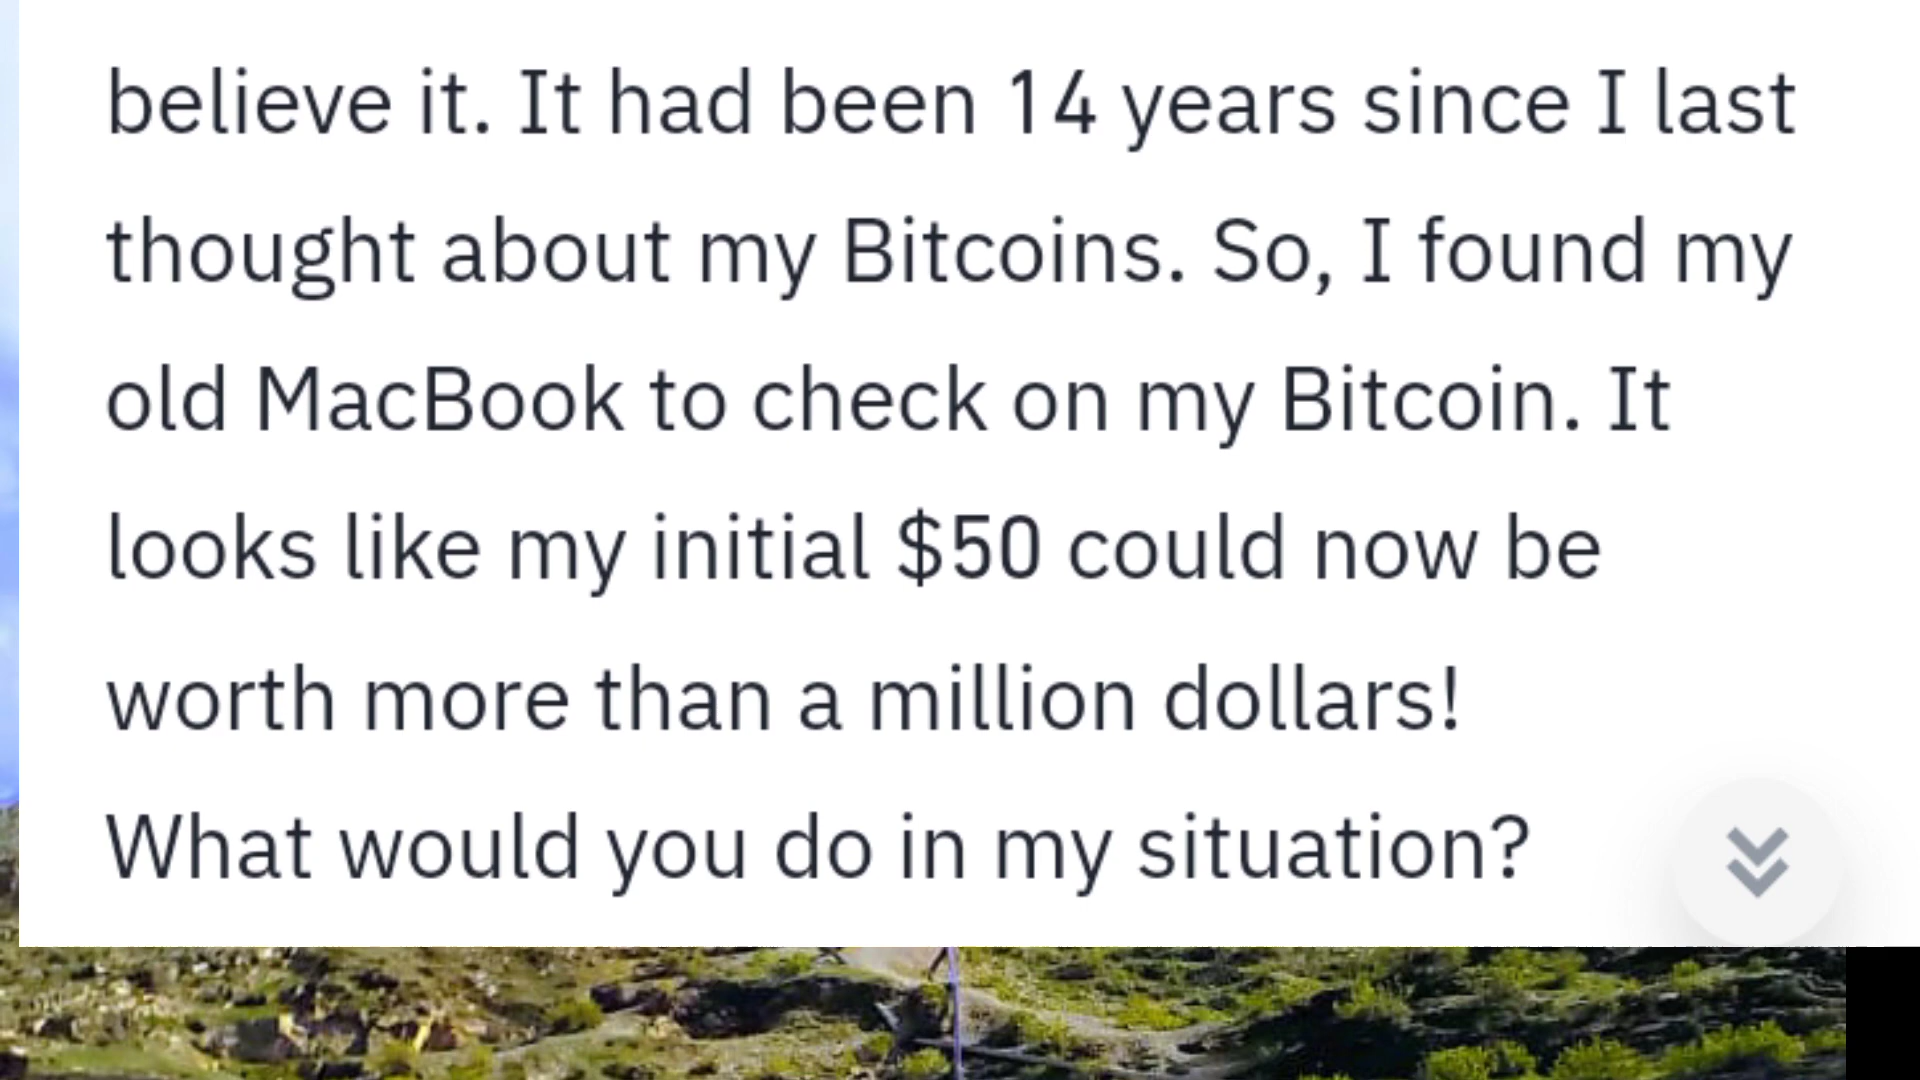 believe it. It had been 14 years since I last
thought about my Bitcoins. So, I found my
old MacBook to check on my Bitcoin. It
looks like my initial $50 could now be
worth more than a million dollars!
What would you do in my situation?